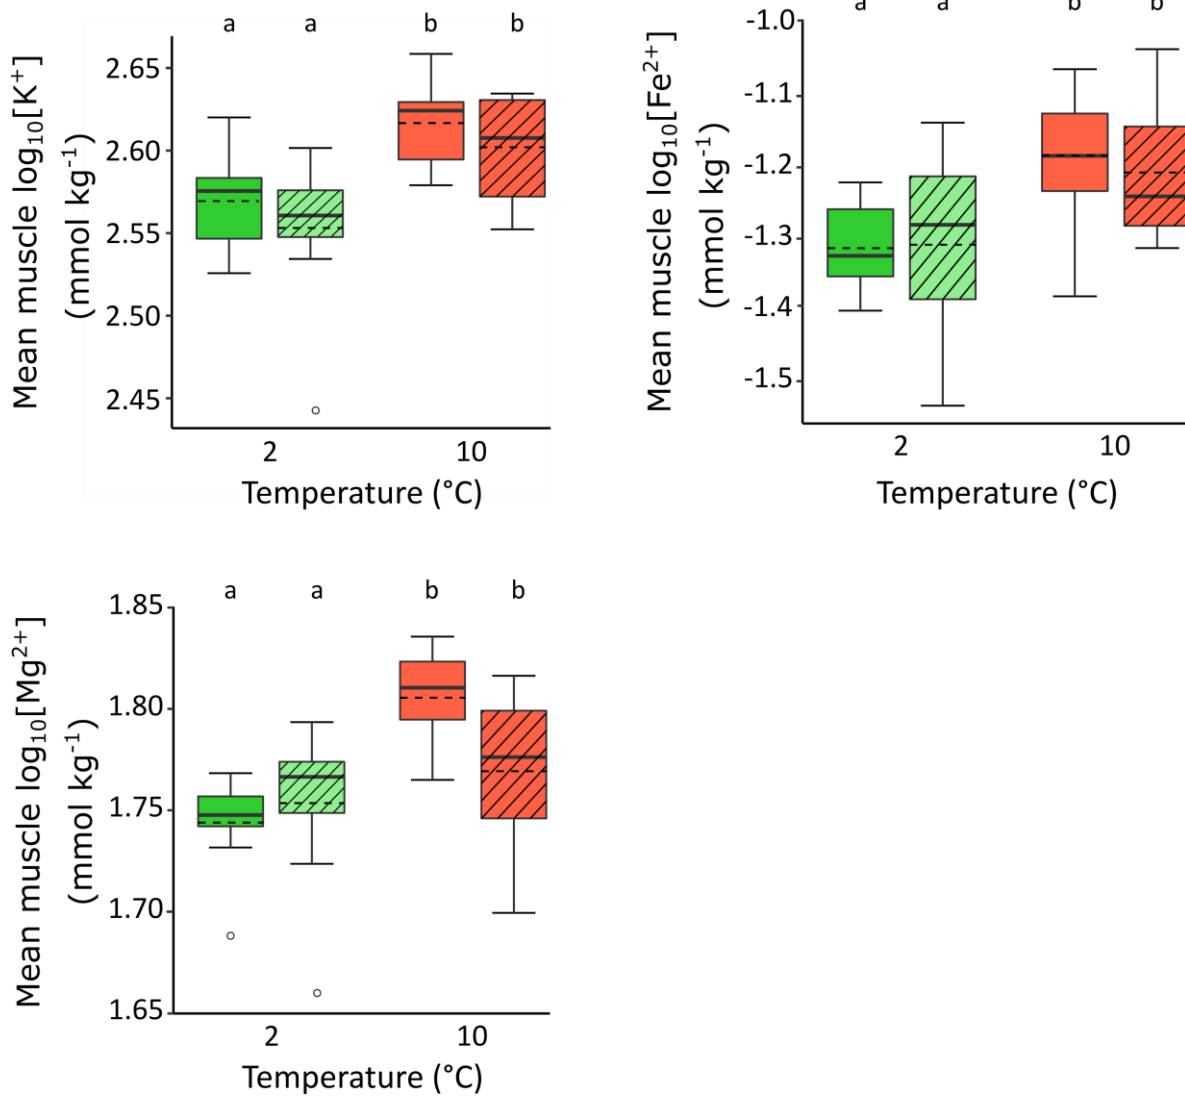 a a b b
Mean muscle log₁₀[K⁺]
(mmol kg⁻¹)
2.65
2.60
2.55
2.50
2.45
2 10
Temperature (°C)
a a b b
Mean muscle log₁₀[Fe²⁺]
(mmol kg⁻¹)
-1.0
-1.1
-1.2
-1.3
-1.4
-1.5
2 10
Temperature (°C)
a a b b
Mean muscle log₁₀[Mg²⁺]
(mmol kg⁻¹)
1.85
1.80
1.75
1.70
1.65
2 10
Temperature (°C)